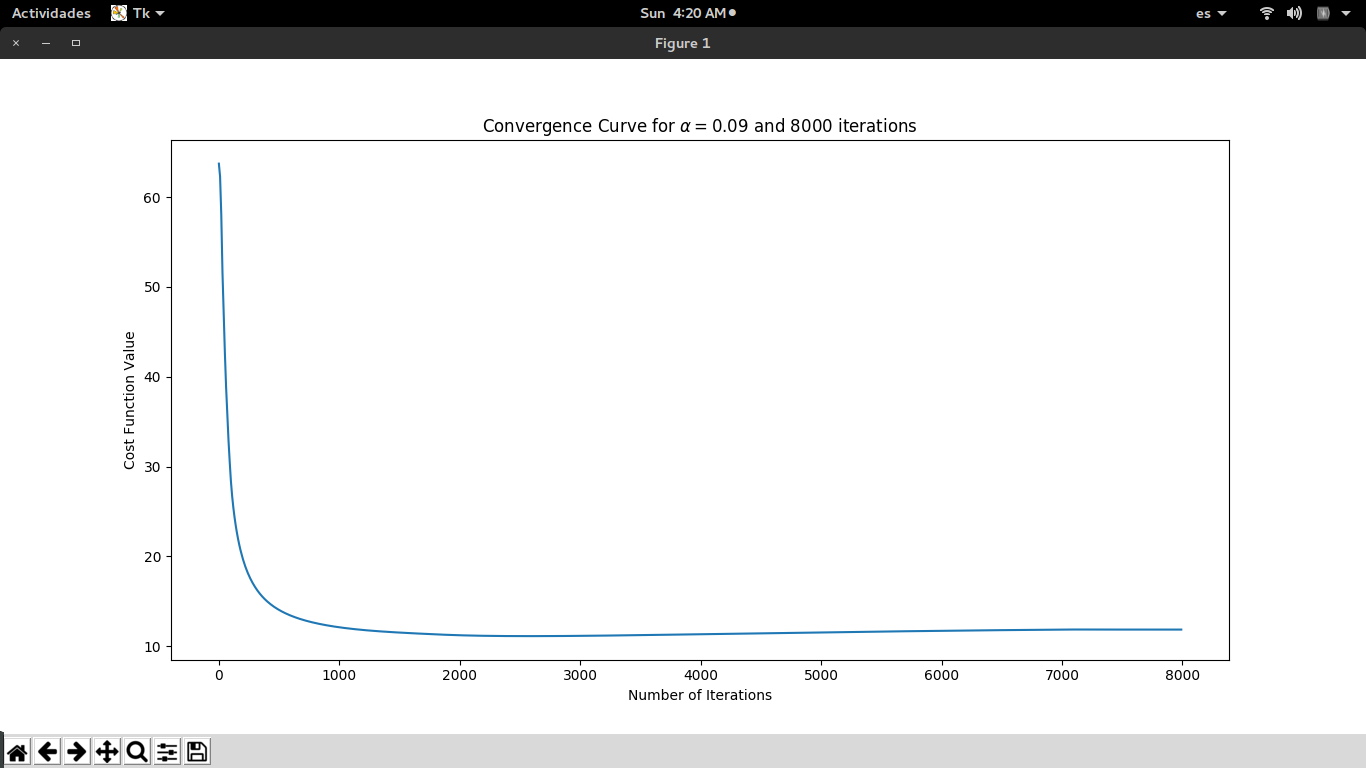 Actividades Tk Sun 4:20 AM es
Figure 1
Convergence Curve for α = 0.09 and 8000 iterations
60
50
40
30
20
10
Cost Function Value
0 1000 2000 3000 4000 5000 6000 7000 8000
Number of Iterations